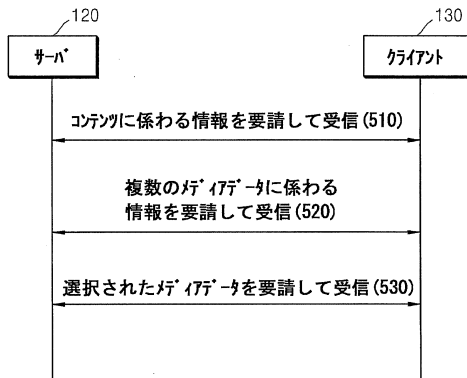 120
130
サーバ
クライアント
コンテンツに係わる情報を要請して受信(510)
複数のメディアデータに係わる
情報を要請して受信(520)
選択されたメディアデータを要請して受信(530)